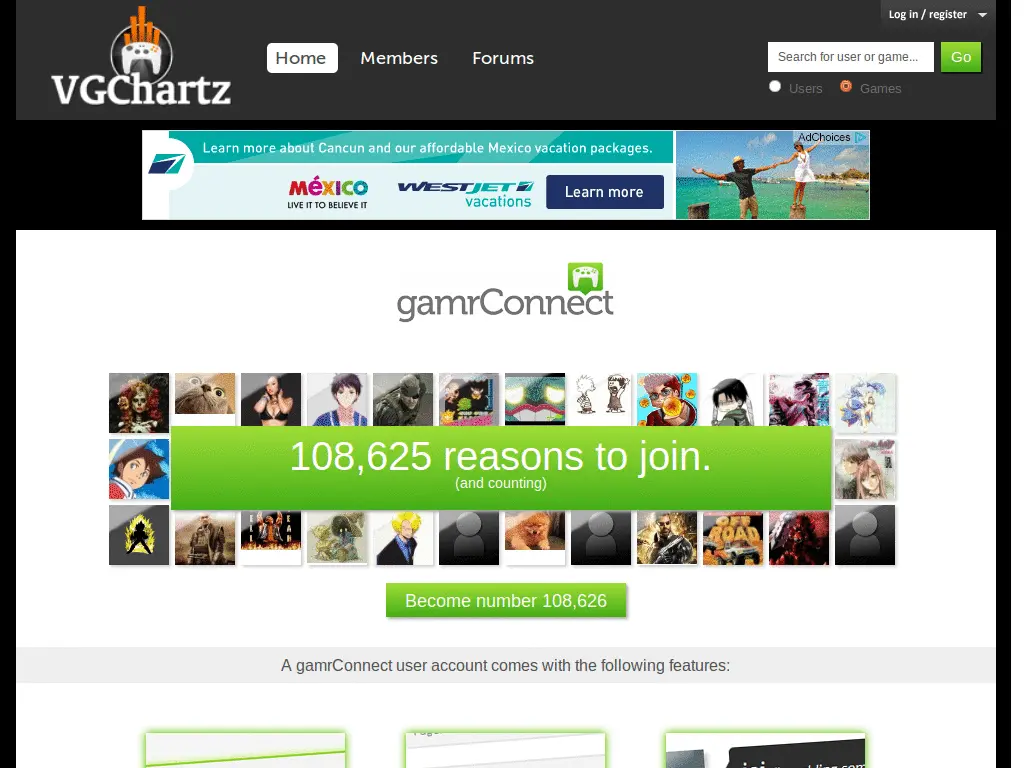 Log in / register
VGChartz
Home
Members
Forums
Search for user or game...
Go
Users
Games
Learn more about Cancun and our affordable Mexico vacation packages.
AdChoices
MéXICO
LIVE IT TO BELIEVE IT
WESTJET
vacations
Learn more
gamrConnect
108,625 reasons to join.
(and counting)
OFF
ROAD
Become number 108,626
A gamrConnect user account comes with the following features: